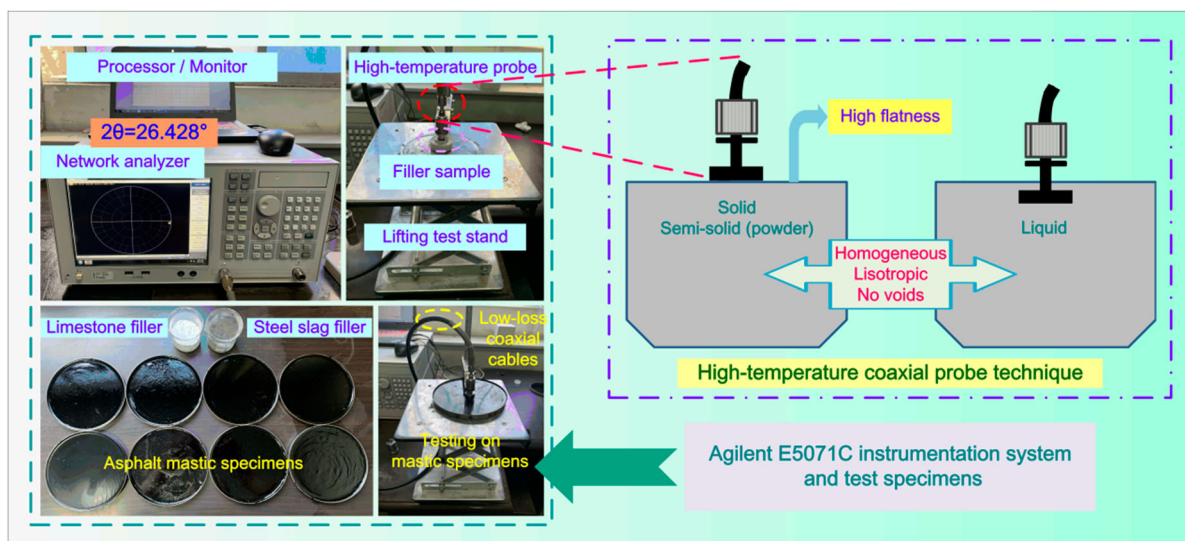 Processor / Monitor
2θ=26.428°
Network analyzer
High-temperature probe
Filler sample
Lifting test stand
Limestone filler
Steel slag filler
Asphalt mastic specimens
Low-loss
coaxial
cables
Testing on
mastic specimens
High flatness
Solid
Semi-solid (powder)
Liquid
Homogeneous
Lisotropic
No voids
High-temperature coaxial probe technique
Agilent E5071C instrumentation system
and test specimens